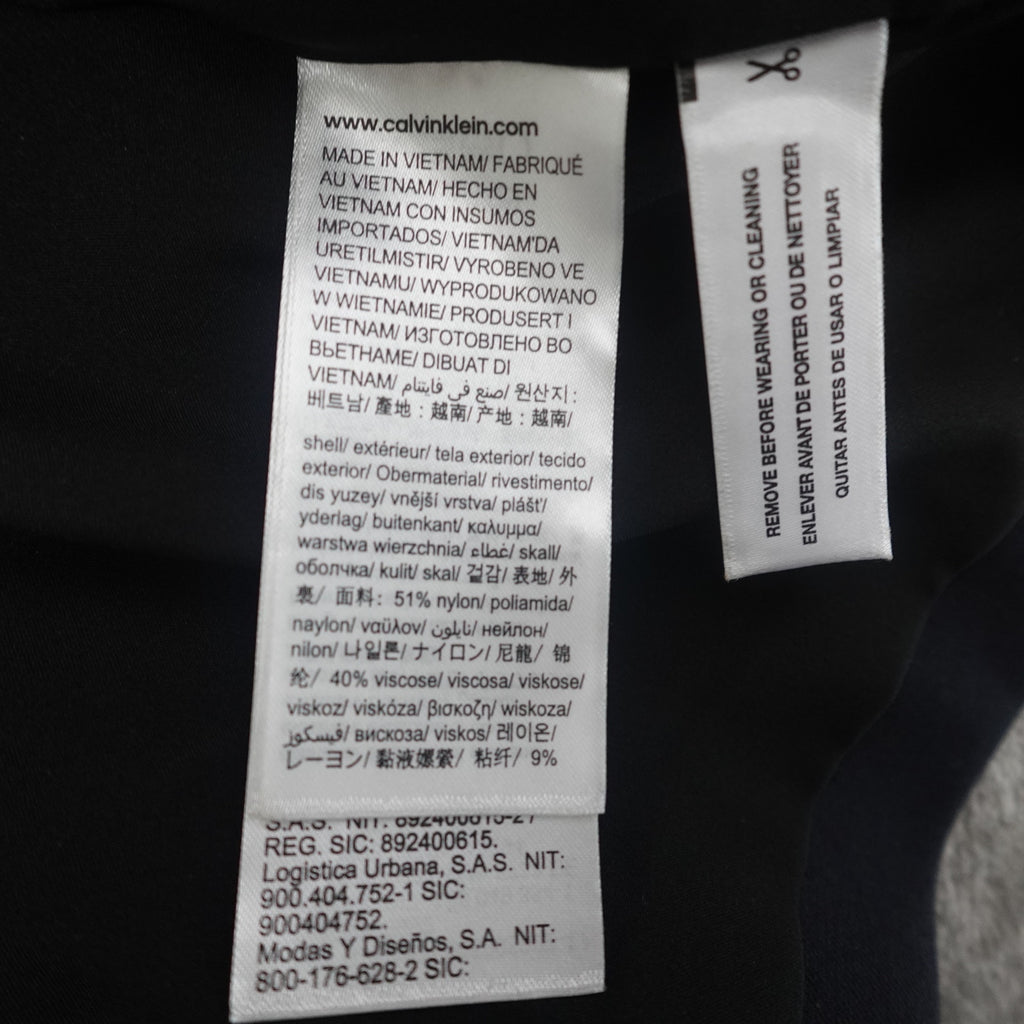 www.calvinklein.com
MADE IN VIETNAM/ FABRIQUÉ
AU VIETNAM/ HECHO EN
VIETNAM CON INSUMOS
IMPORTADOS/ VIETNAM'DA
URETILMISTIR/ VYROBENO VE
VIETNAMU/ WYPRODUKOWANO
W WIETNAMIE/ PRODUSERT I
VIETNAM/ ИЗГОТОВЛЕНО ВО
ВЬЕТНАМЕ/ DIBUAT DI
VIETNAM/ صنع في فايتنام/ 원산지:
베트남/ 產地：越南/ 产地：越南/
shell/ extérieur/ tela exterior/ tecido
exterior/ Obermaterial/ rivestimento/
dis yuzey/ vnější vrstva/ plášť/
yderlag/ buitenkant/ καλυμμα/
warstwa wierzchnia/ غطاء/ skall/
оболчка/ kulit/ skal/ 겉감/ 表地/ 外
裹/ 面料：51% nylon/ poliamida/
naylon/ ναϋλον/ نايلون/ нейлон/
nilon/ 나일론/ ナイロン/ 尼龍/ 锦
纶/ 40% viscose/ viscosa/ viskose/
viskoz/ viskóza/ βισκοζη/ wiskoza/
فيسكوز/ вискоза/ viskos/ 레이온/
レーヨン/ 黏液嫘縈/ 粘纤/ 9%
S.A.S. NIT: 892400615-2 /
REG. SIC: 892400615.
Logistica Urbana, S.A.S. NIT:
900.404.752-1 SIC:
900404752.
Modas Y Diseños, S.A. NIT:
800-176-628-2 SIC:
REMOVE BEFORE WEARING OR CLEANING
ENLEVER AVANT DE PORTER OU DE NETTOYER
QUITAR ANTES DE USAR O LIMPIAR